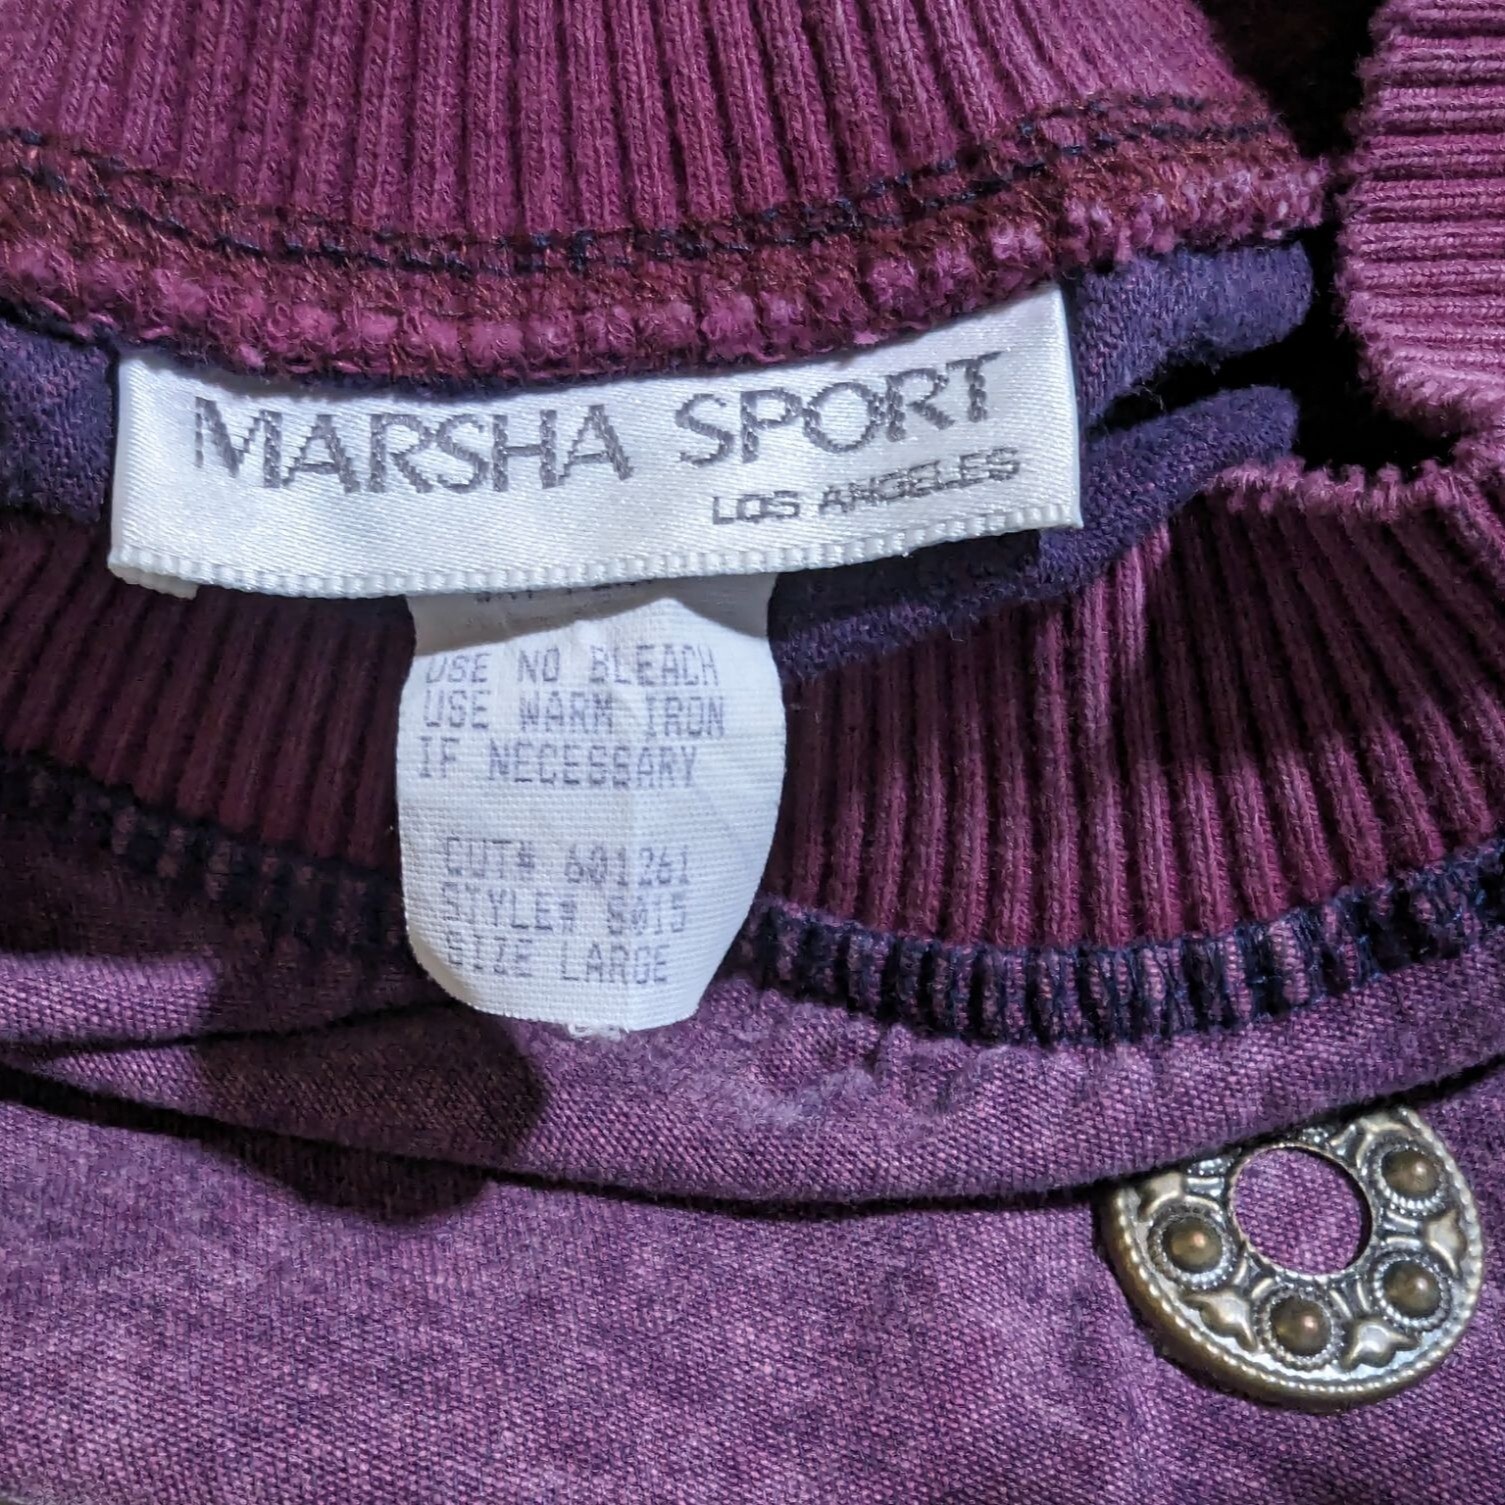 MARSHA SPORT
LOS ANGELES
USE NO BLEACH
USE WARM IRON
IF NECESSARY
CUT# 601261
STYLE# 5015
SIZE LARGE